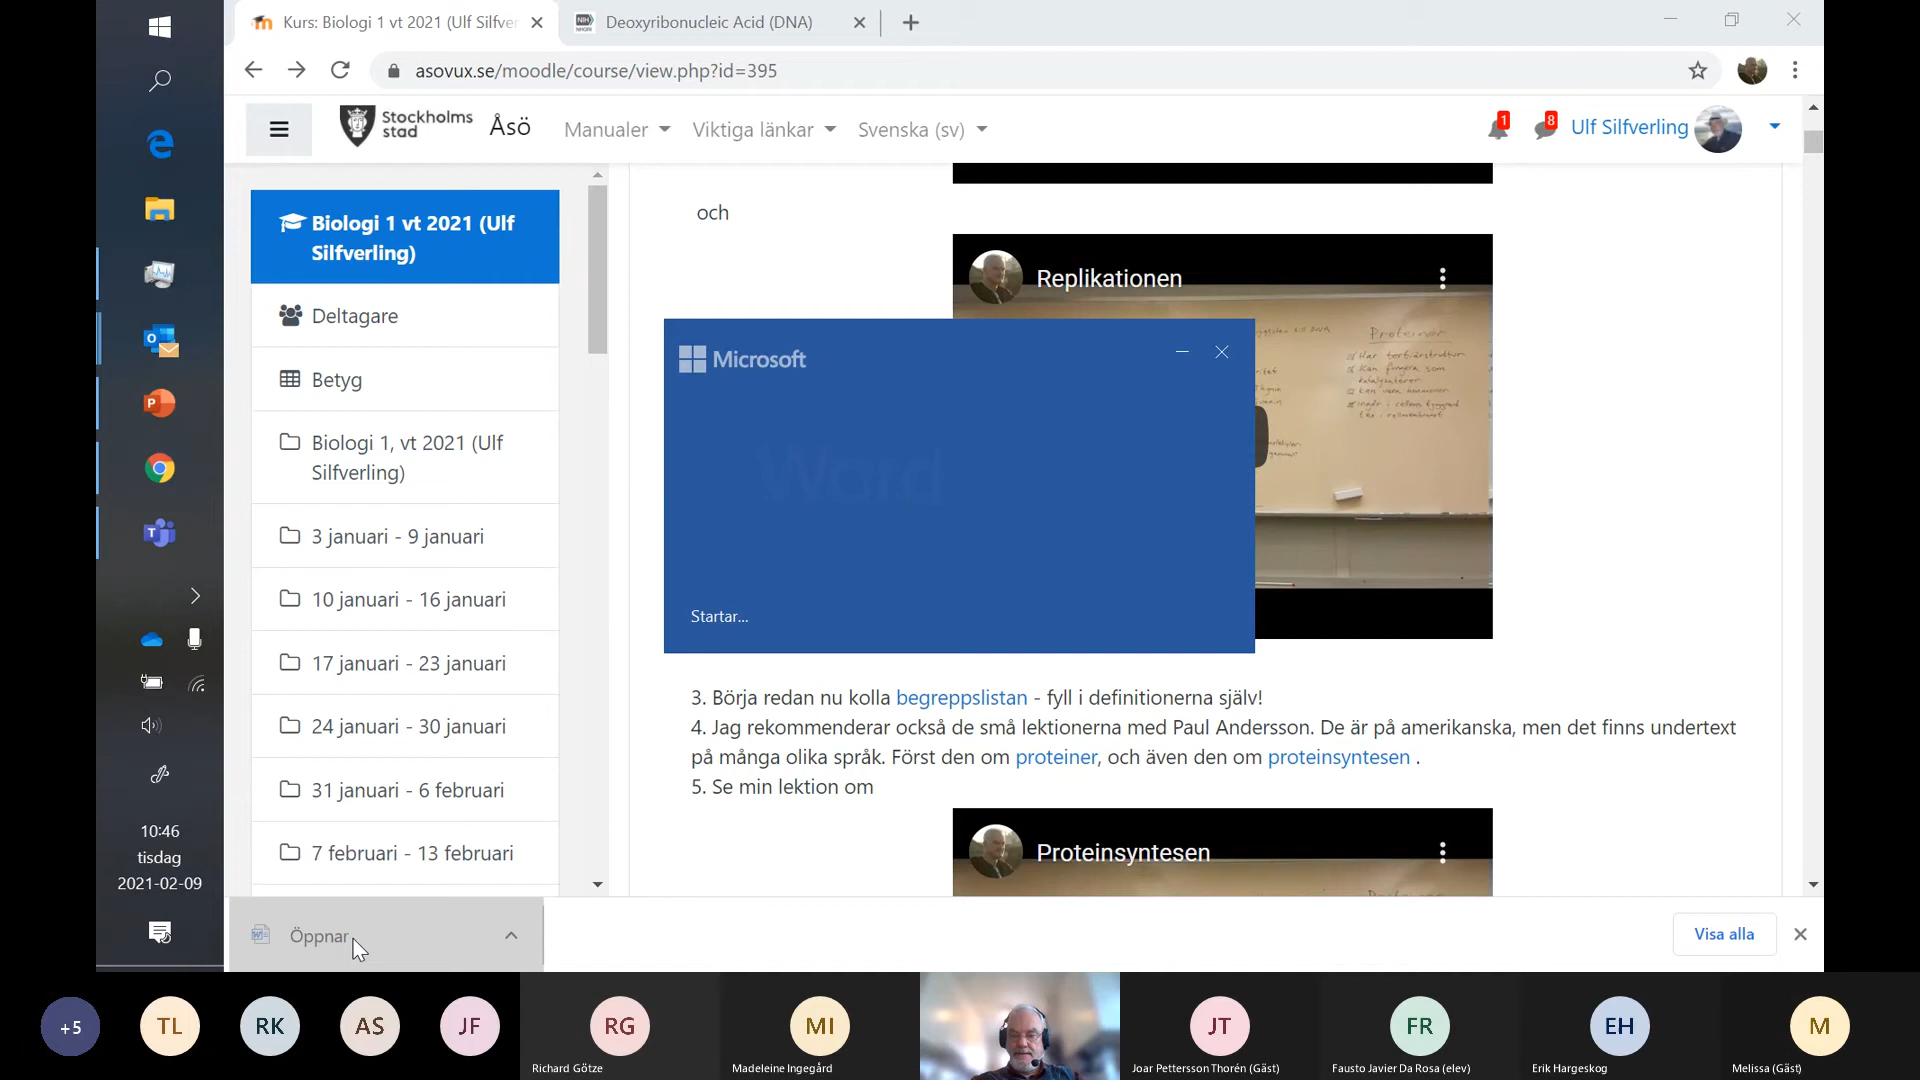 Kurs: Biologi 1 vt 2021 (Ulf Silfver
Deoxyribonucleic Acid (DNA)
asovux.se/moodle/course/view.php?id=395
Stockholms
stad
Åsö
Manualer
Viktiga länkar
Svenska (sv)
1
8
Ulf Silfverling
Biologi 1 vt 2021 (Ulf
Silfverling)
Deltagare
Betyg
Biologi 1, vt 2021 (Ulf
Silfverling)
3 januari - 9 januari
10 januari - 16 januari
17 januari - 23 januari
24 januari - 30 januari
31 januari - 6 februari
7 februari - 13 februari
och
Replikationen
Proteiner
Microsoft
Word
Startar...
3. Börja redan nu kolla begreppslistan - fyll i definitionerna själv!
4. Jag rekommenderar också de små lektionerna med Paul Andersson. De är på amerikanska, men det finns undertext
på många olika språk. Först den om proteiner, och även den om proteinsyntesen .
5. Se min lektion om
Proteinsyntesen
10:46
tisdag
2021-02-09
Öppnar
Visa alla
+5
TL
RK
AS
JF
RG
Richard Götze
MI
Madeleine Ingegård
JT
Joar Pettersson Thorén (Gäst)
FR
Fausto Javier Da Rosa (elev)
EH
Erik Hargeskog
M
Melissa (Gäst)